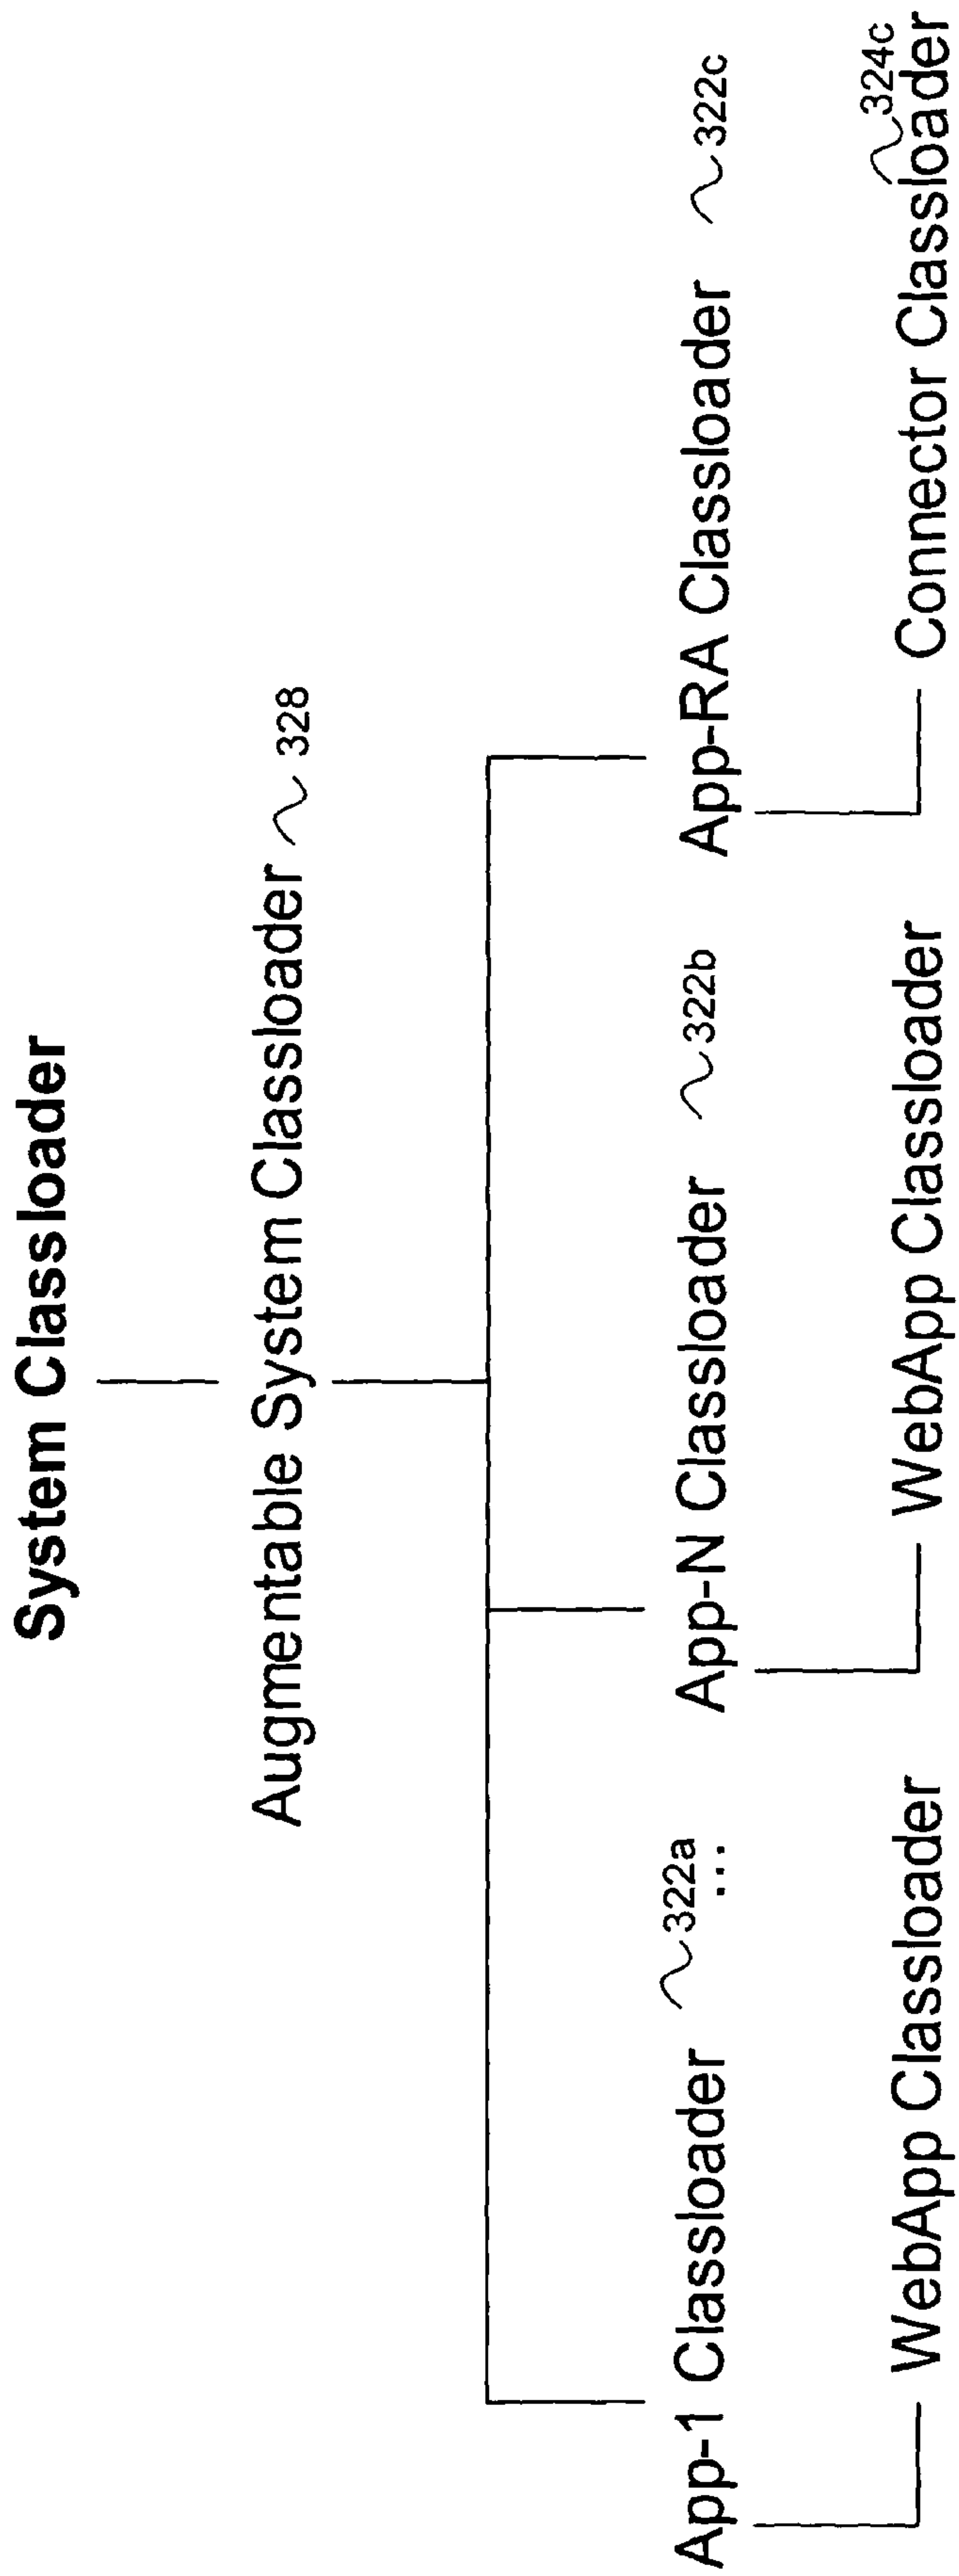 System Classloader
Augmentable System Classloader 328
App-1 Classloader 322a ... App-N Classloader 322b App-RA Classloader 322c
WebApp Classloader WebApp Classloader Connector Classloader 324c